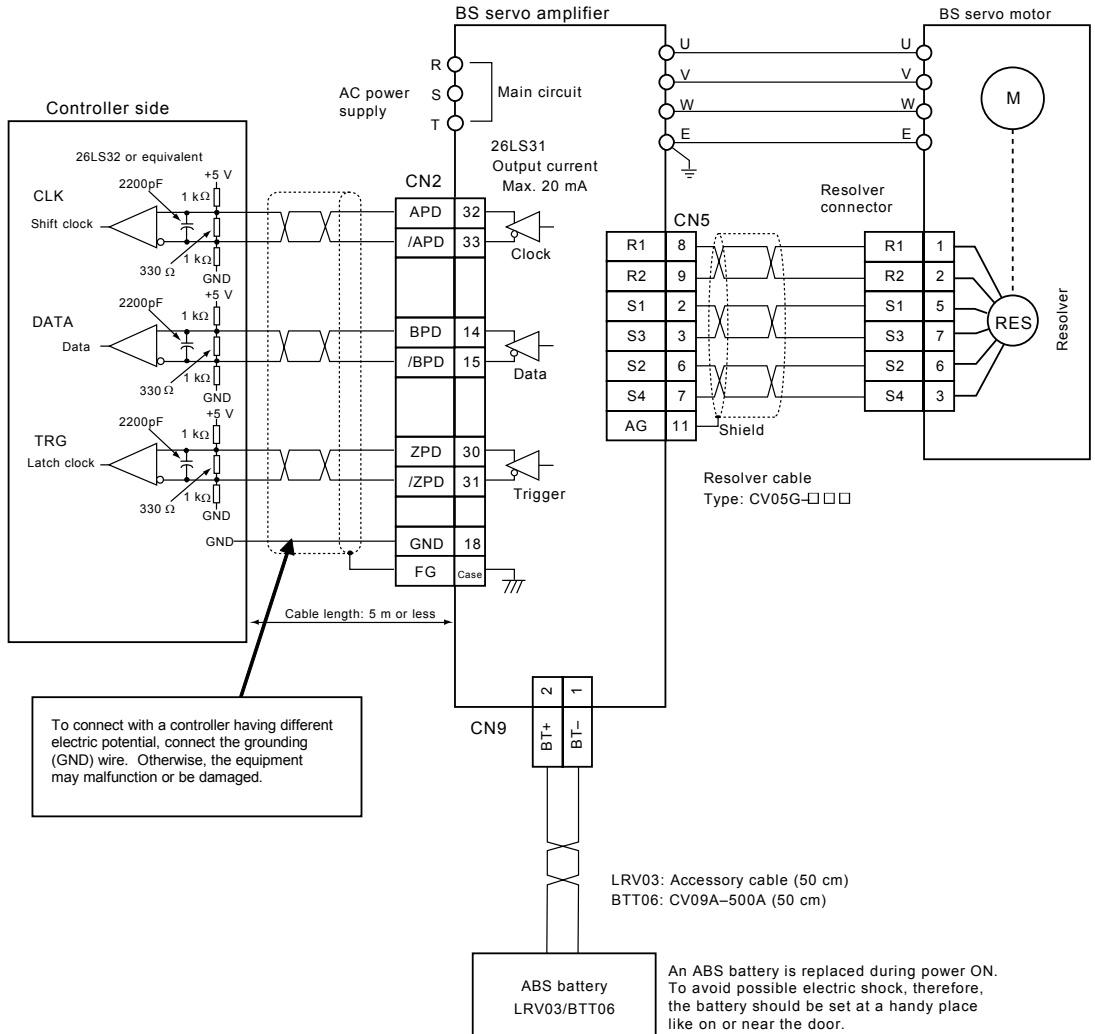 BS servo amplifier
BS servo motor
AC power
supply
R
S
T
Main circuit
U
V
W
E
U
V
W
E
M
Controller side
26LS32 or equivalent
26LS31
Output current
Max. 20 mA
CN2
CLK
Shift clock
2200pF
+5 V
1 kΩ
1 kΩ
330 Ω
GND
APD 32
/APD 33
Clock
DATA
Data
2200pF
+5 V
1 kΩ
1 kΩ
330 Ω
GND
BPD 14
/BPD 15
Data
TRG
Latch clock
2200pF
+5 V
1 kΩ
1 kΩ
330 Ω
GND
ZPD 30
/ZPD 31
Trigger
GND
GND 18
FG Case
Cable length: 5 m or less
CN5
R1 8
R2 9
S1 2
S3 3
S2 6
S4 7
AG 11
Shield
Resolver
connector
R1 1
R2 2
S1 5
S3 7
S2 6
S4 3
RES
Resolver
Resolver cable
Type: CV05G–□□□
To connect with a controller having different
electric potential, connect the grounding
(GND) wire. Otherwise, the equipment
may malfunction or be damaged.
CN9
2 1
BT+ BT–
LRV03: Accessory cable (50 cm)
BTT06: CV09A–500A (50 cm)
ABS battery
LRV03/BTT06
An ABS battery is replaced during power ON.
To avoid possible electric shock, therefore,
the battery should be set at a handy place
like on or near the door.